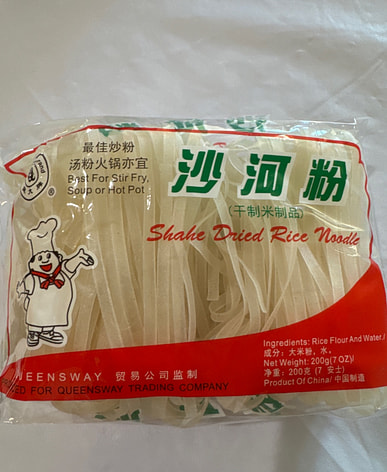 最佳炒粉
汤粉火锅亦宜
Best For Stir Fry,
Soup or Hot Pot
®
沙河粉
(干制米制品)
Shahe Dried Rice Noodle
Ingredients: Rice Flour And Water./
成分：大米粉，水。
Net Weight: 200g(7 OZ)/
净重：200克(7 安士)
Product Of China/ 中国制造
UEENSWAY 贸易公司监制
FOR QUEENSWAY TRADING COMPANY